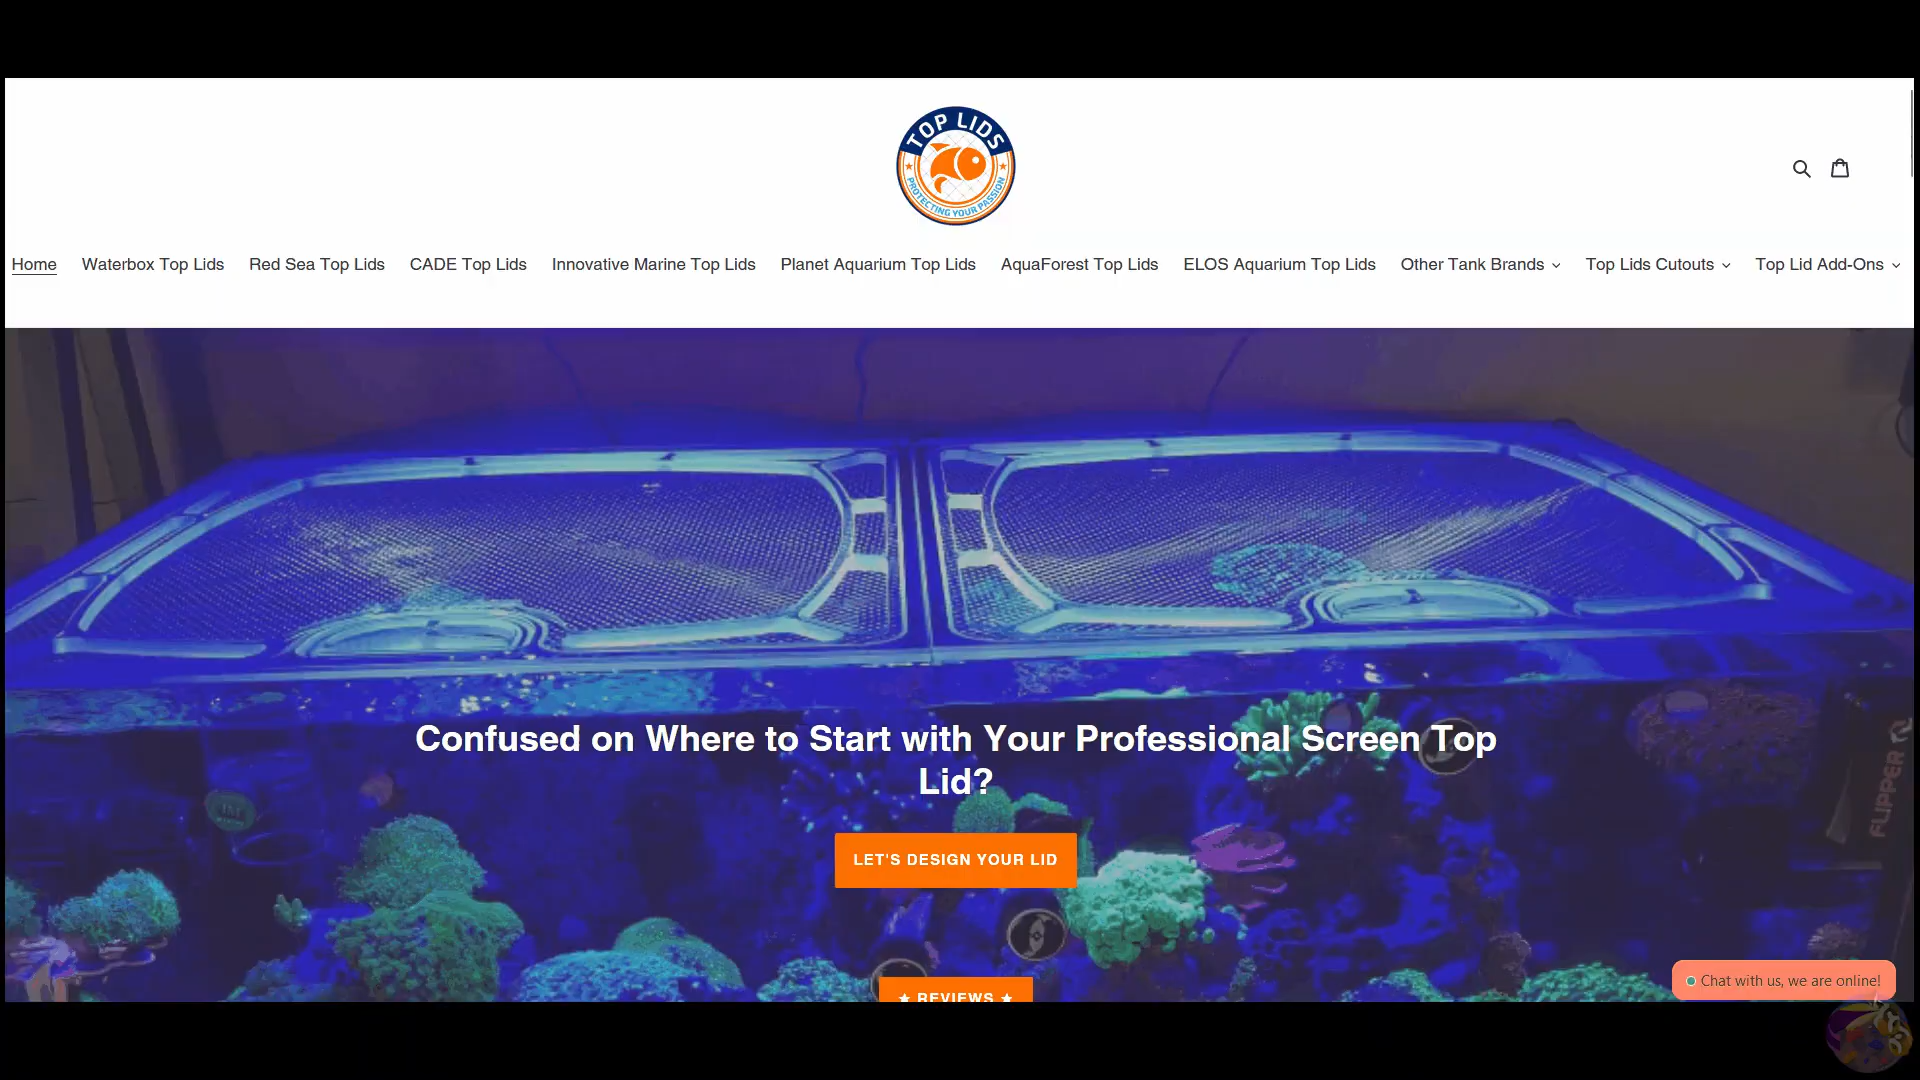 TOP LIDS
PROTECTING YOUR PASSION
Home Waterbox Top Lids Red Sea Top Lids CADE Top Lids Innovative Marine Top Lids Planet Aquarium Top Lids AquaForest Top Lids ELOS Aquarium Top Lids Other Tank Brands Top Lids Cutouts Top Lid Add-Ons
FLIPPER
Confused on Where to Start with Your Professional Screen Top
Lid?
LET'S DESIGN YOUR LID
★ REVIEWS ★
Chat with us, we are online!